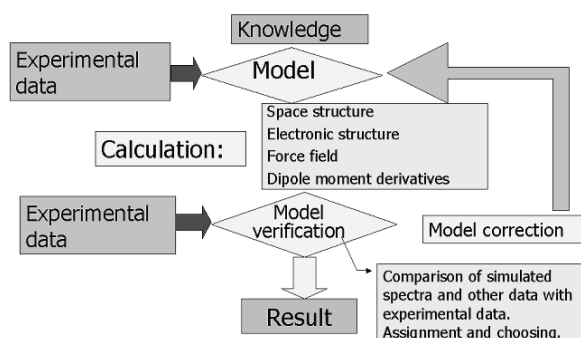 Knowledge
Experimental
data
Model
Space structure
Electronic structure
Force field
Dipole moment derivatives
Calculation:
Experimental
data
Model
verification
Model correction
Comparison of simulated
spectra and other data with
experimental data.
Assignment and choosing.
Result